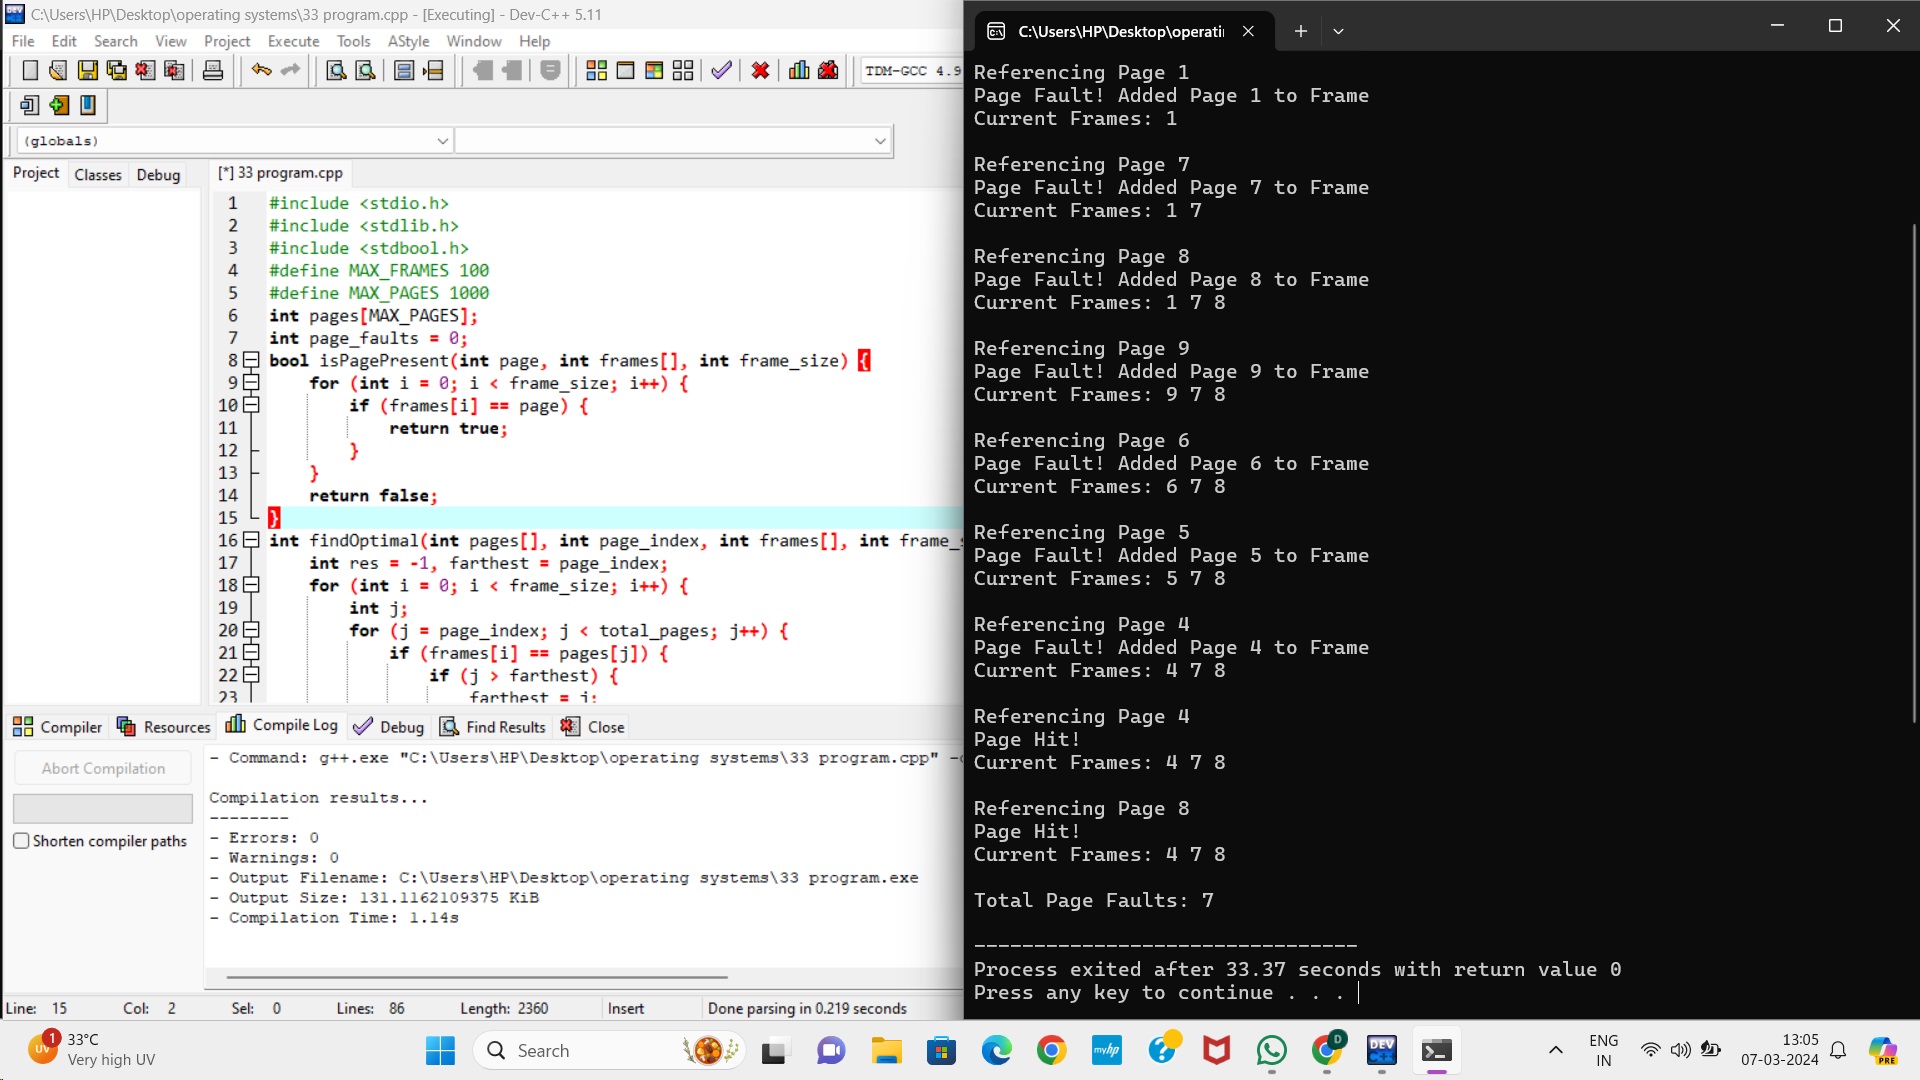 C:\Users\HP\Desktop\operating systems\33 program.cpp - [Executing] - Dev-C++ 5.11
File Edit Search View Project Execute Tools AStyle Window Help
TDM-GCC 4.9
(globals)
Project Classes Debug
[*] 33 program.cpp
1 #include <stdio.h>
2 #include <stdlib.h>
3 #include <stdbool.h>
4 #define MAX_FRAMES 100
5 #define MAX_PAGES 1000
6 int pages[MAX_PAGES];
7 int page_faults = 0;
8 bool isPagePresent(int page, int frames[], int frame_size) {
9 for (int i = 0; i < frame_size; i++) {
10 if (frames[i] == page) {
11 return true;
12 }
13 }
14 return false;
15 }
16 int findOptimal(int pages[], int page_index, int frames[], int frame_s
17 int res = -1, farthest = page_index;
18 for (int i = 0; i < frame_size; i++) {
19 int j;
20 for (j = page_index; j < total_pages; j++) {
21 if (frames[i] == pages[j]) {
22 if (j > farthest) {
23 farthest = j;
Compiler Resources Compile Log Debug Find Results Close
Abort Compilation
Shorten compiler paths
- Command: g++.exe "C:\Users\HP\Desktop\operating systems\33 program.cpp" -o
Compilation results...
--------
- Errors: 0
- Warnings: 0
- Output Filename: C:\Users\HP\Desktop\operating systems\33 program.exe
- Output Size: 131.1162109375 KiB
- Compilation Time: 1.14s
Line: 15 Col: 2 Sel: 0 Lines: 86 Length: 2360 Insert Done parsing in 0.219 seconds
C:\Users\HP\Desktop\operati
Referencing Page 1
Page Fault! Added Page 1 to Frame
Current Frames: 1
Referencing Page 7
Page Fault! Added Page 7 to Frame
Current Frames: 1 7
Referencing Page 8
Page Fault! Added Page 8 to Frame
Current Frames: 1 7 8
Referencing Page 9
Page Fault! Added Page 9 to Frame
Current Frames: 9 7 8
Referencing Page 6
Page Fault! Added Page 6 to Frame
Current Frames: 6 7 8
Referencing Page 5
Page Fault! Added Page 5 to Frame
Current Frames: 5 7 8
Referencing Page 4
Page Fault! Added Page 4 to Frame
Current Frames: 4 7 8
Referencing Page 4
Page Hit!
Current Frames: 4 7 8
Referencing Page 8
Page Hit!
Current Frames: 4 7 8
Total Page Faults: 7
--------------------------------
Process exited after 33.37 seconds with return value 0
Press any key to continue . . .
UV 1 33°C
Very high UV
Search
myhp
D
DEV
C++
ENG
IN
13:05
07-03-2024
PRE